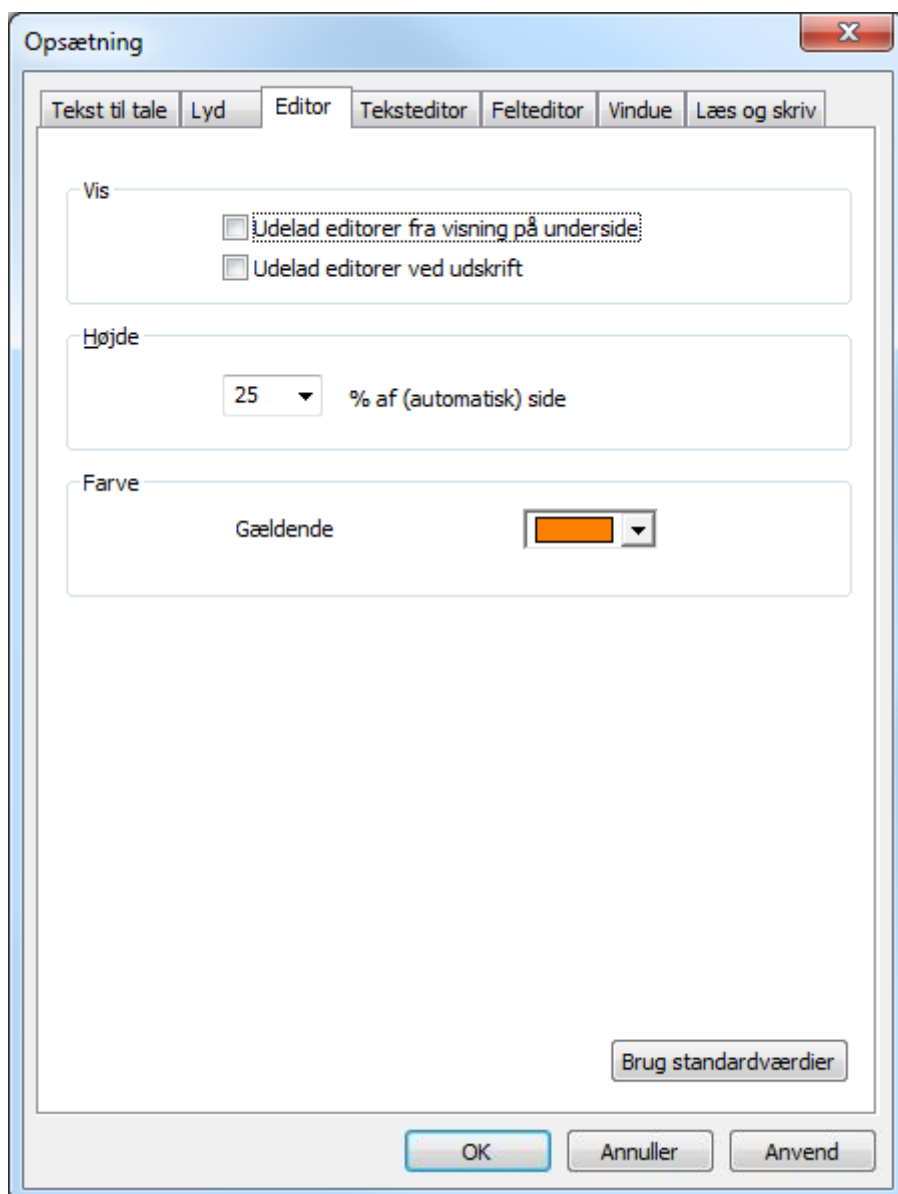 Opsætning
Tekst til tale Lyd Editor Teksteditor Felteditor Vindue Læs og skriv
Vis
Udelad editorer fra visning på underside
Udelad editorer ved udskrift
Højde
25 % af (automatisk) side
Farve
Gældende
Brug standardværdier
OK Annuller Anvend